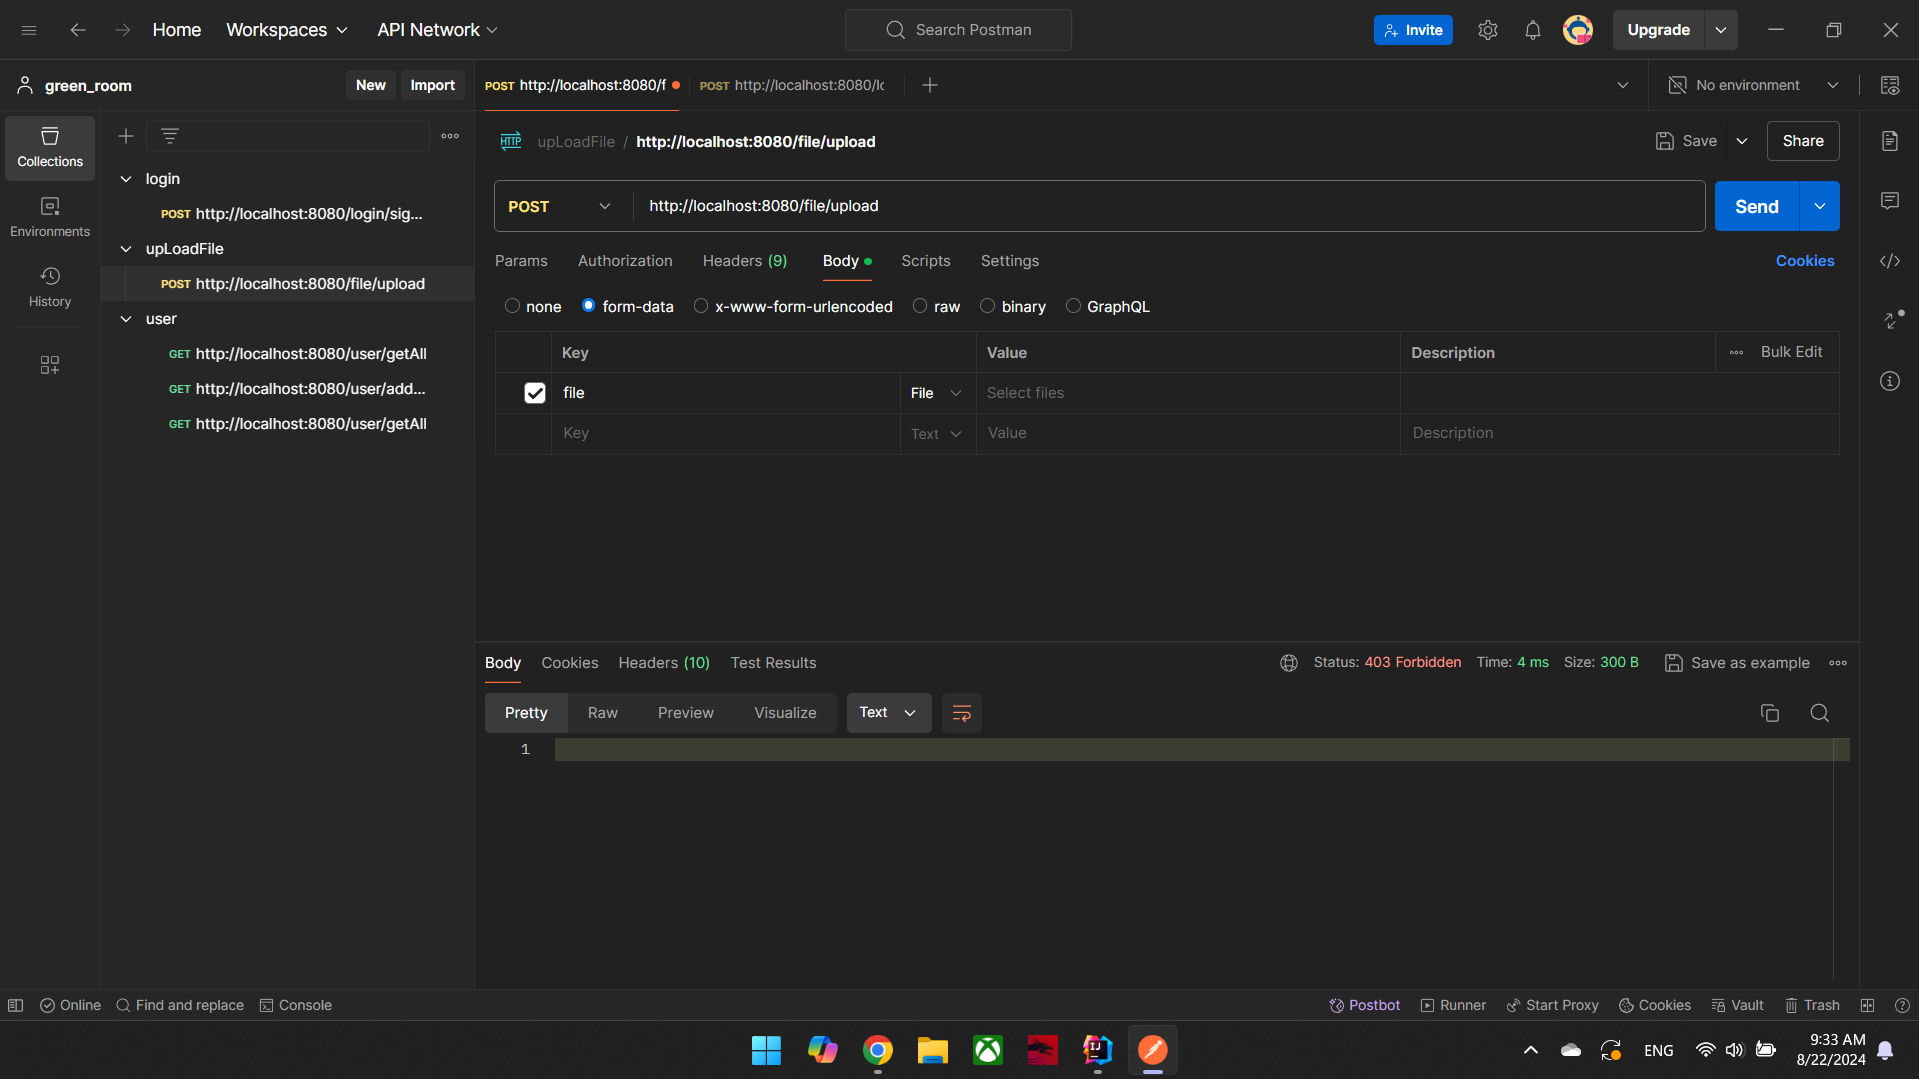 Home Workspaces API Network Search Postman Invite Upgrade
green_room New Import POST http://localhost:8080/f POST http://localhost:8080/lo No environment
HTTP upLoadFile / http://localhost:8080/file/upload Save Share
Collections
login
POST http://localhost:8080/login/sig...
POST http://localhost:8080/file/upload Send
Environments
upLoadFile
Params Authorization Headers (9) Body Scripts Settings Cookies
POST http://localhost:8080/file/upload
History
none form-data x-www-form-urlencoded raw binary GraphQL
user
Key Value Description Bulk Edit
GET http://localhost:8080/user/getAll
file File Select files
GET http://localhost:8080/user/add...
Key Text Value Description
GET http://localhost:8080/user/getAll
Body Cookies Headers (10) Test Results Status: 403 Forbidden Time: 4 ms Size: 300 B Save as example
Pretty Raw Preview Visualize Text
1
Online Find and replace Console Postbot Runner Start Proxy Cookies Vault Trash
IJ ENG 9:33 AM
8/22/2024